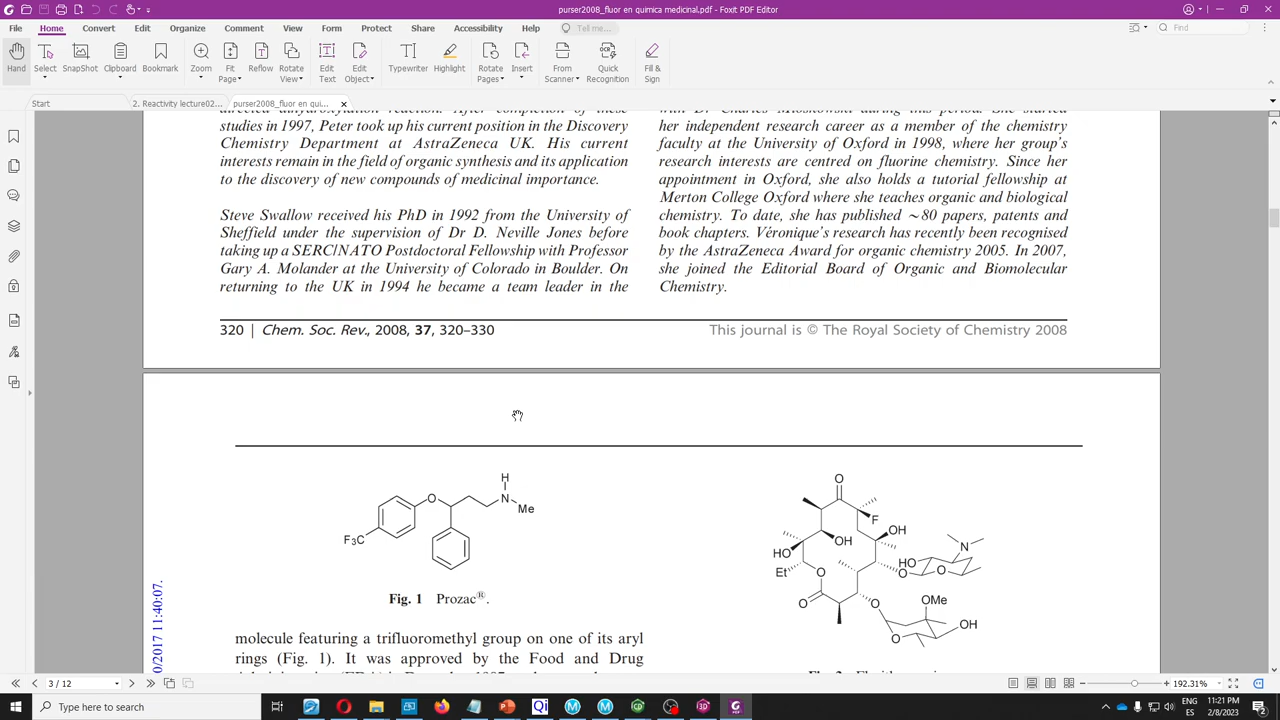 purser2008_fluor en quimica medicinal.pdf - Foxit PDF Editor
File Home Convert Edit Organize Comment View Form Protect Share Accessibility Help Tell me... Find
Hand Select SnapShot Clipboard Bookmark Zoom Fit Page Reflow Rotate View Edit Text Edit Object Typewriter Highlight Rotate Pages Insert From Scanner Quick Recognition Fill & Sign
Start 2. Reactivity lecture02... purser2008_fluor en qui...
studies in 1997, Peter took up his current position in the Discovery
Chemistry Department at AstraZeneca UK. His current
interests remain in the field of organic synthesis and its application
to the discovery of new compounds of medicinal importance.
Steve Swallow received his PhD in 1992 from the University of
Sheffield under the supervision of Dr D. Neville Jones before
taking up a SERC/NATO Postdoctoral Fellowship with Professor
Gary A. Molander at the University of Colorado in Boulder. On
returning to the UK in 1994 he became a team leader in the
her independent research career as a member of the chemistry
faculty at the University of Oxford in 1998, where her group's
research interests are centred on fluorine chemistry. Since her
appointment in Oxford, she also holds a tutorial fellowship at
Merton College Oxford where she teaches organic and biological
chemistry. To date, she has published ~80 papers, patents and
book chapters. Véronique's research has recently been recognised
by the AstraZeneca Award for organic chemistry 2005. In 2007,
she joined the Editorial Board of Organic and Biomolecular
Chemistry.
320 | Chem. Soc. Rev., 2008, 37, 320–330
This journal is © The Royal Society of Chemistry 2008
H
O N
Me
F3C
Fig. 1 Prozac®.
molecule featuring a trifluoromethyl group on one of its aryl
rings (Fig. 1). It was approved by the Food and Drug
O
F
OH
OH
HO
N
HO
Et O O O
O
O
OMe
OH
O
0/2017 11:40:07.
3 / 12
192.31%
Type here to search
ENG
ES
11:21 PM
2/8/2023